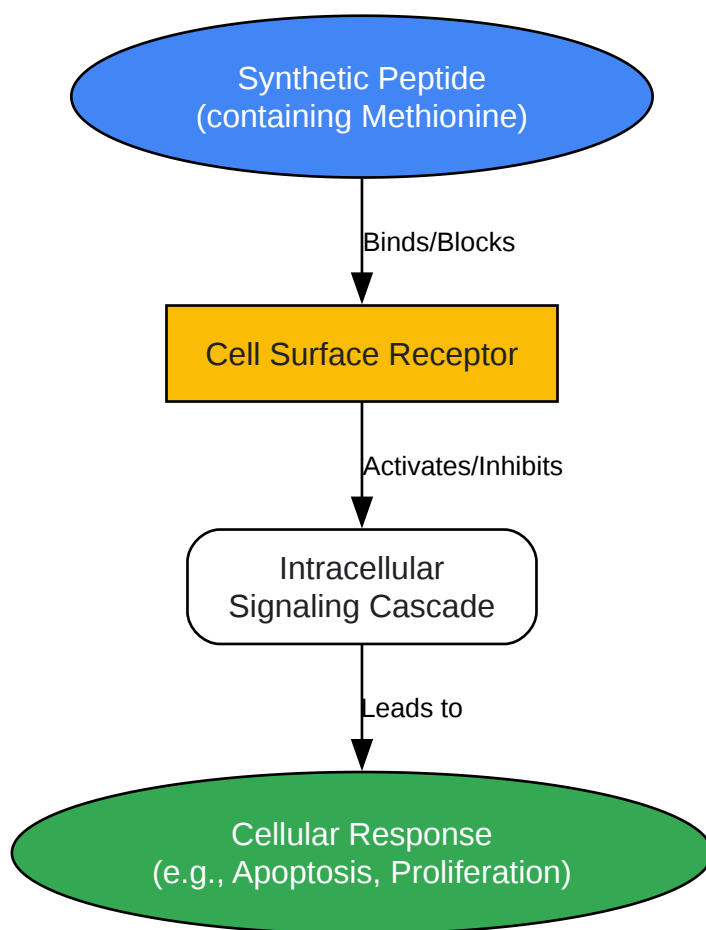 Synthetic Peptide
(containing Methionine)
Binds/Blocks
Cell Surface Receptor
Activates/Inhibits
Intracellular
Signaling Cascade
Leads to
Cellular Response
(e.g., Apoptosis, Proliferation)